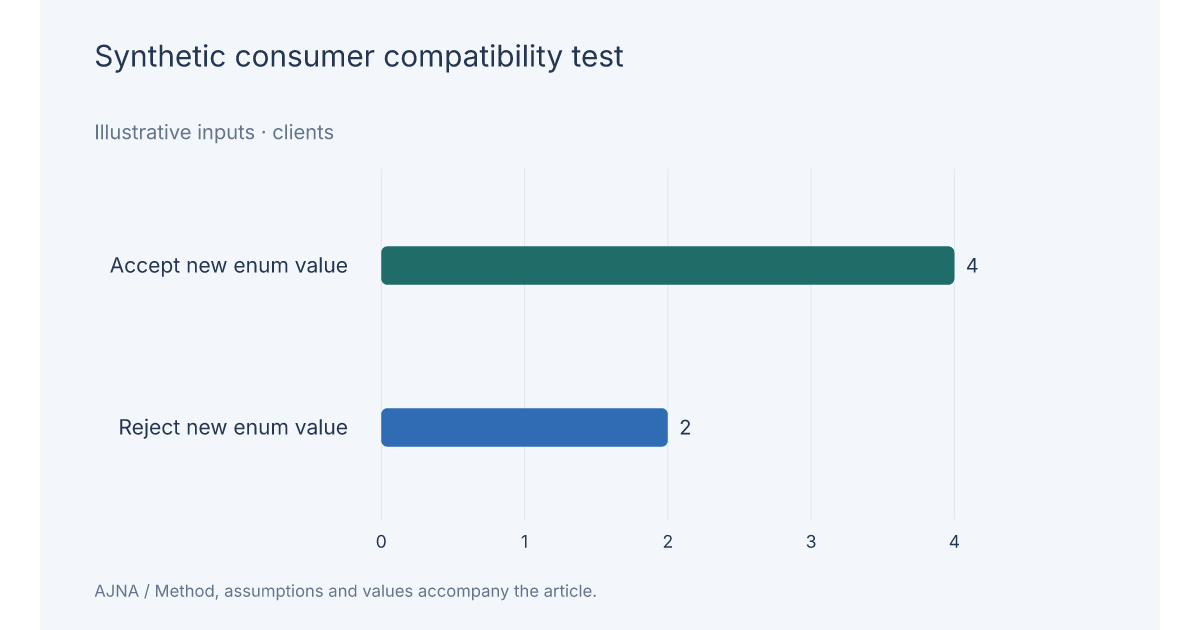 Synthetic consumer compatibility test
Illustrative inputs · clients
Accept new enum value 4
Reject new enum value 2
0 1 2 3 4
AJNA / Method, assumptions and values accompany the article.